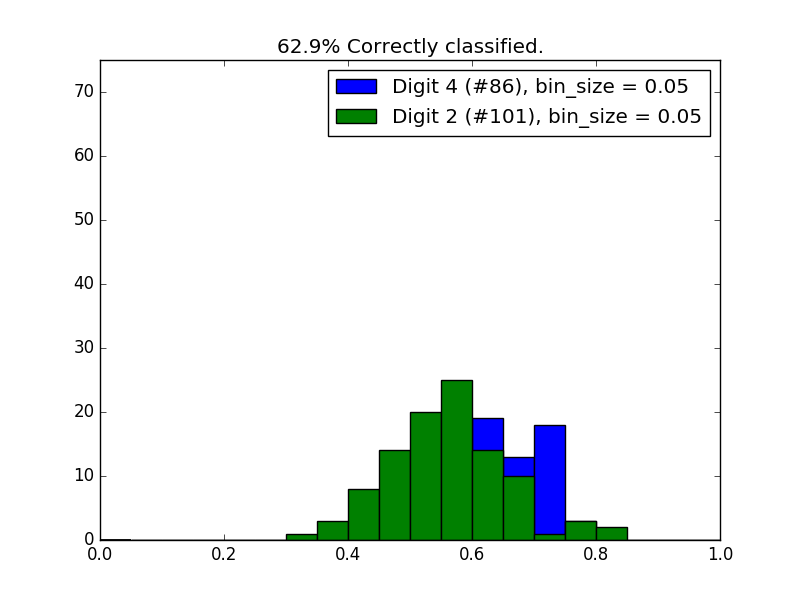 62.9% Correctly classified.
Digit 4 (#86), bin_size = 0.05
Digit 2 (#101), bin_size = 0.05
70
60
50
40
30
20
10
0
0.0 0.2 0.4 0.6 0.8 1.0